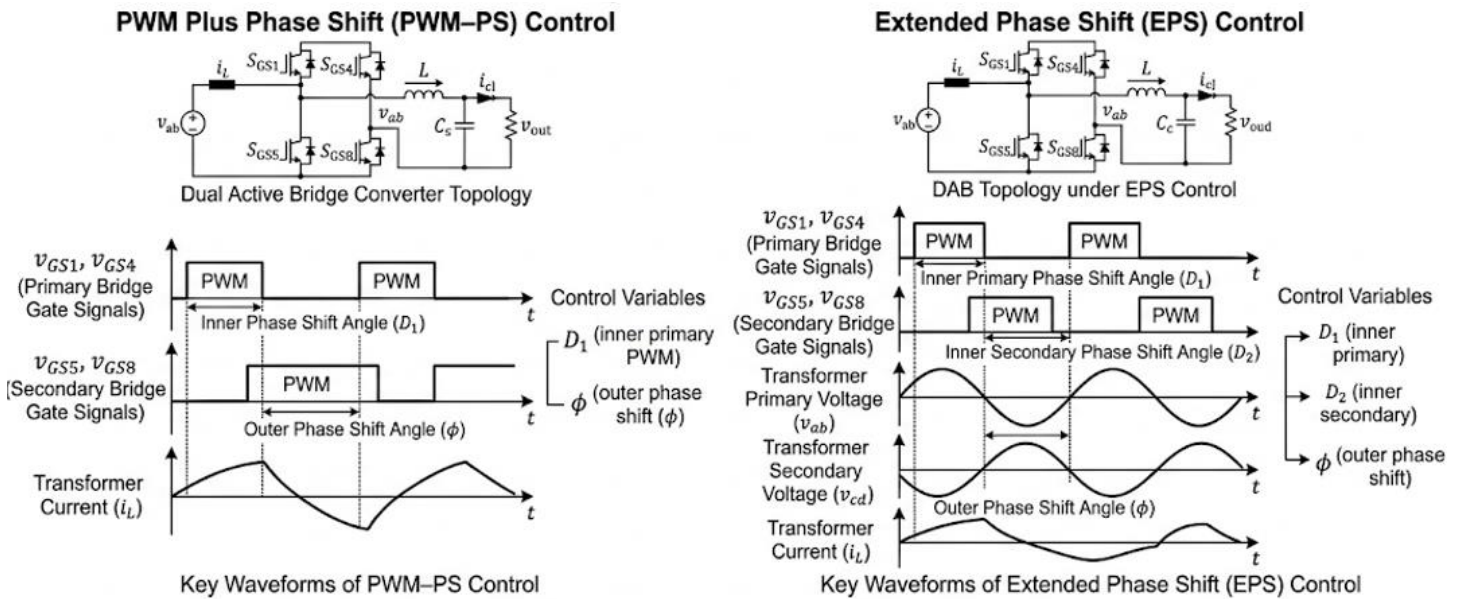 PWM Plus Phase Shift (PWM–PS) Control
S_GS1
S_GS4
i_L
L
i_cl
v_ab
v_ab
C_s
v_out
S_GS5
S_GS8
Dual Active Bridge Converter Topology
v_GS1, v_GS4
(Primary Bridge
Gate Signals)
PWM
PWM
t
Inner Phase Shift Angle (D_1)
v_GS5, v_GS8
(Secondary Bridge
Gate Signals)
PWM
t
Outer Phase Shift Angle (ϕ)
Transformer
Current (i_L)
t
Control Variables
D_1 (inner primary
PWM)
ϕ (outer phase
shift (ϕ)
Key Waveforms of PWM–PS Control
Extended Phase Shift (EPS) Control
S_GS1
S_GS4
i_L
L
i_cl
v_ab
v_ab
C_c
v_oud
S_GS5
S_GS8
DAB Topology under EPS Control
v_GS1, v_GS4
(Primary Bridge
Gate Signals)
PWM
PWM
t
Inner Primary Phase Shift Angle (D_1)
v_GS5, v_GS8
(Secondary Bridge
Gate Signals)
PWM
PWM
t
Inner Secondary Phase Shift Angle (D_2)
Transformer
Primary Voltage
(v_ab)
t
Transformer
Secondary
Voltage (v_cd)
t
Outer Phase Shift Angle (ϕ)
Transformer
Current (i_L)
t
Control Variables
D_1 (inner
primary)
D_2 (inner
secondary)
ϕ (outer phase
shift)
Key Waveforms of Extended Phase Shift (EPS) Control